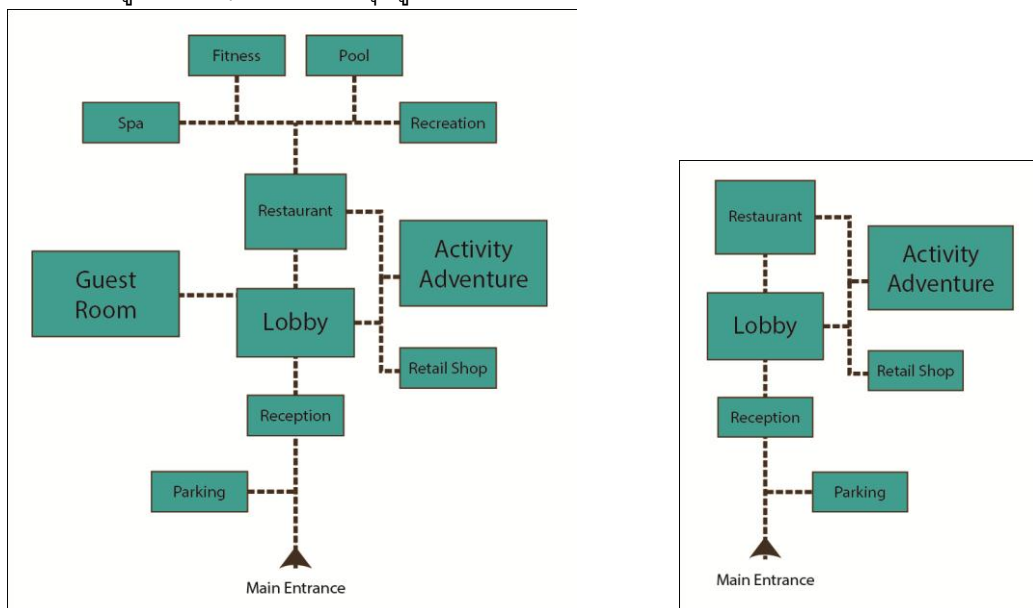 Fitness
Pool
Spa
Recreation
Restaurant
Activity
Adventure
Guest
Room
Lobby
Retail Shop
Reception
Parking
Main Entrance
Restaurant
Activity
Adventure
Lobby
Retail Shop
Reception
Parking
Main Entrance